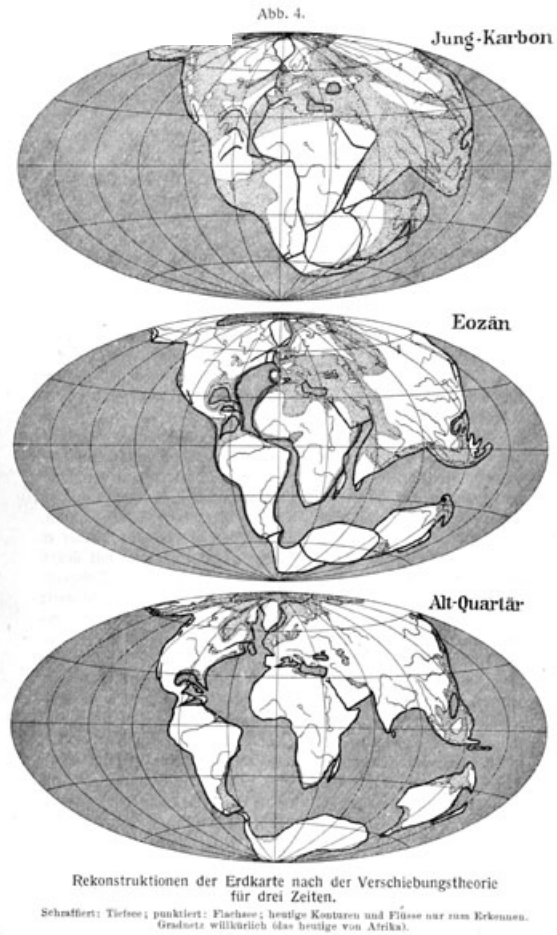 Abb. 4.
Jung-Karbon
Eozän
Alt-Quartär
Rekonstruktionen der Erdkarte nach der Verschiebungstheorie
für drei Zeiten.
Schraffiert: Tiefsee; punktiert: Flachsee; heutige Konturen und Flüsse nur zum Erkennen.
Gradnetz willkürlich (das heutige von Afrika).